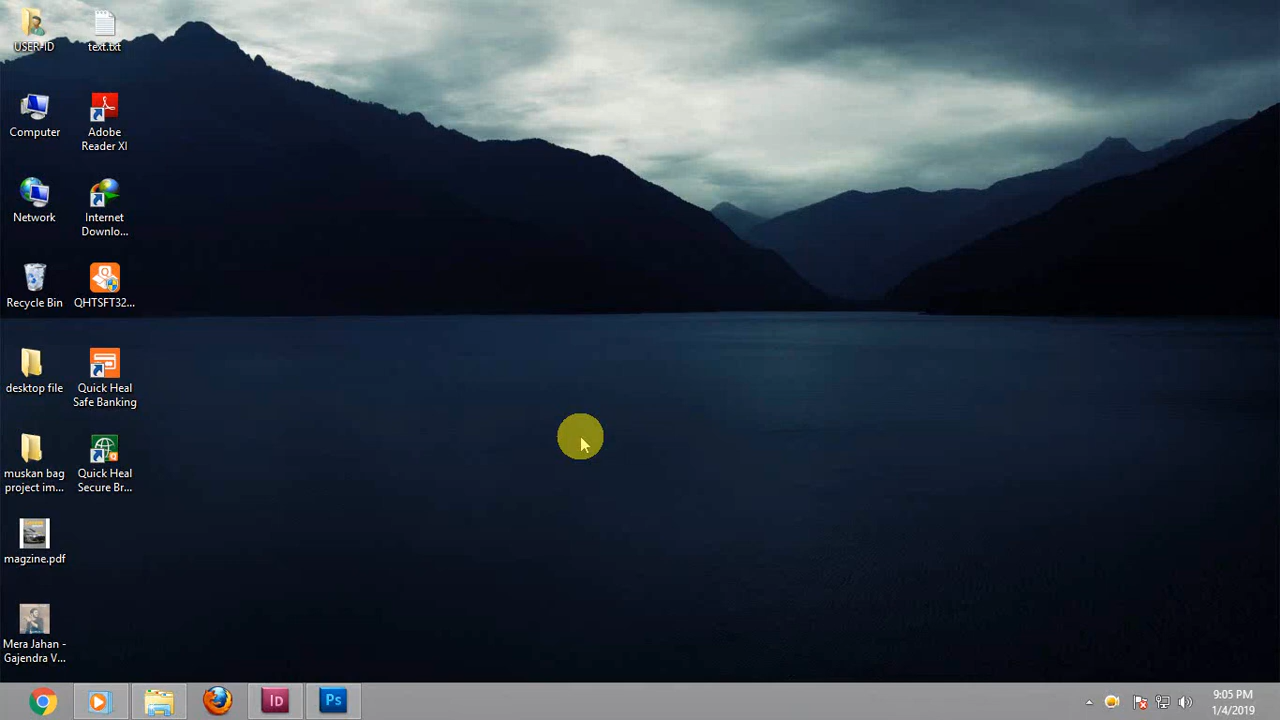 USER-ID
text.txt
Computer
Adobe
Reader XI
Network
Internet
Downlo...
Recycle Bin
QHTSFT32...
desktop file
Quick Heal
Safe Banking
muskan bag
project im...
Quick Heal
Secure Br...
magzine.pdf
Mera Jahan -
Gajendra V...
Id
Ps
9:05 PM
1/4/2019